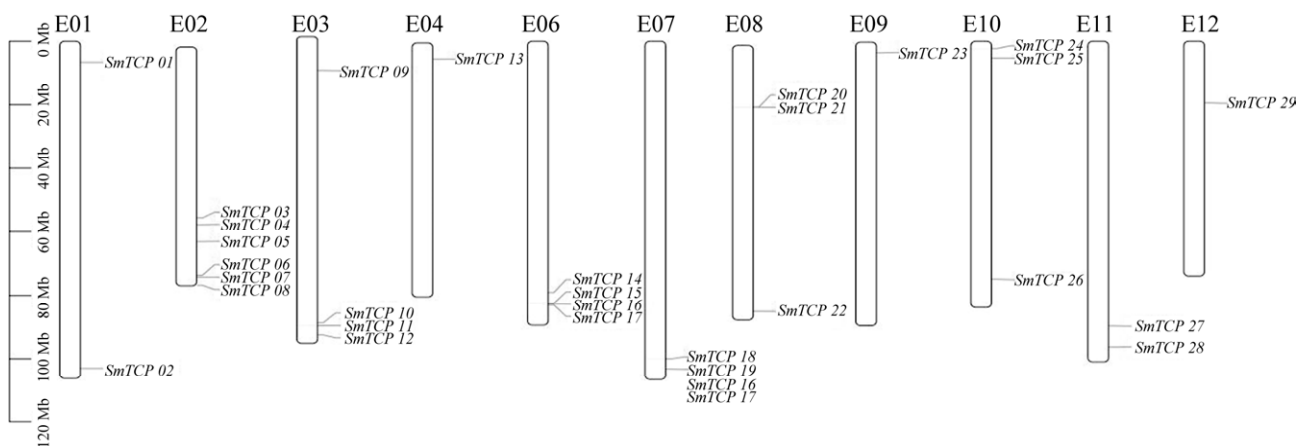 E01
E02
E03
E04
E06
E07
E08
E09
E10
E11
E12
0 Mb
20 Mb
40 Mb
60 Mb
80 Mb
100 Mb
120 Mb
SmTCP 01
SmTCP 02
SmTCP 03
SmTCP 04
SmTCP 05
SmTCP 06
SmTCP 07
SmTCP 08
SmTCP 09
SmTCP 10
SmTCP 11
SmTCP 12
SmTCP 13
SmTCP 14
SmTCP 15
SmTCP 16
SmTCP 17
SmTCP 18
SmTCP 19
SmTCP 16
SmTCP 17
SmTCP 20
SmTCP 21
SmTCP 22
SmTCP 23
SmTCP 24
SmTCP 25
SmTCP 26
SmTCP 27
SmTCP 28
SmTCP 29